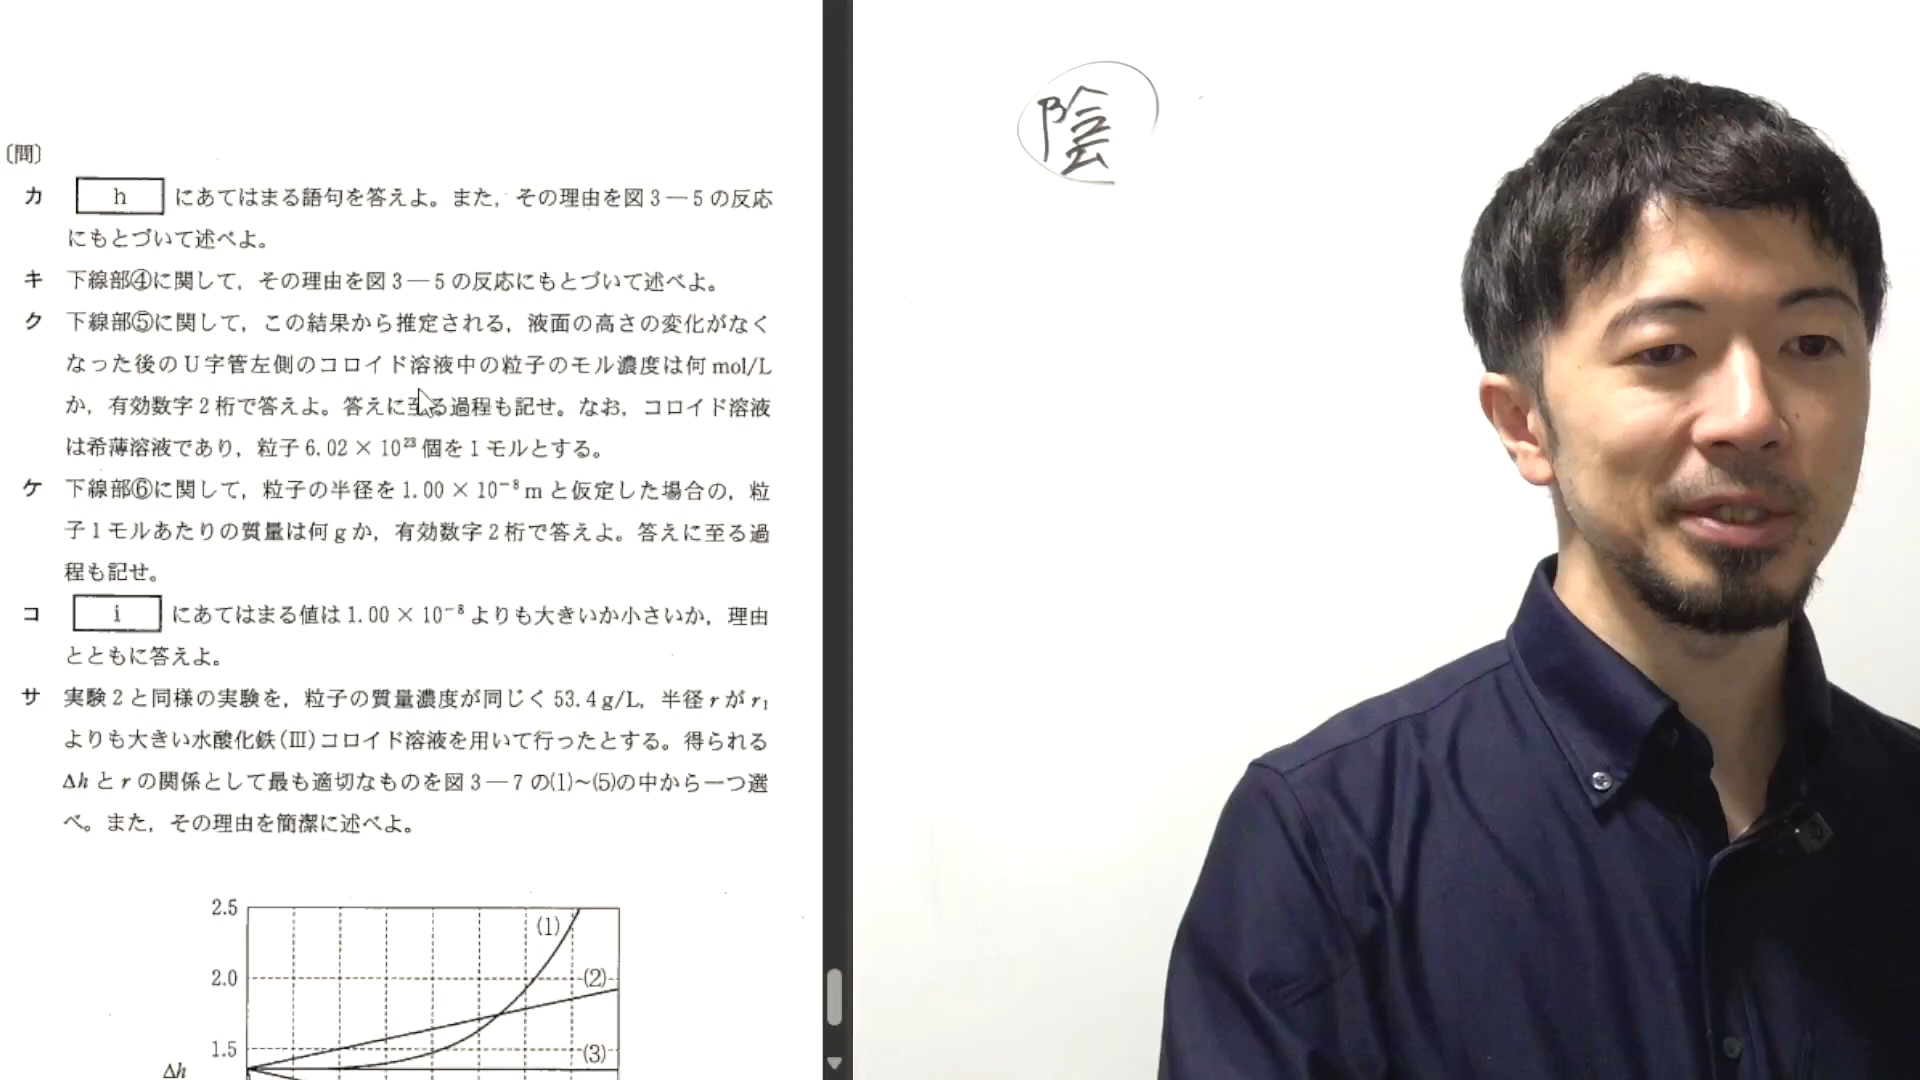 〔問〕
カ h にあてはまる語句を答えよ。また，その理由を図3―5の反応
にもとづいて述べよ。
キ 下線部④に関して，その理由を図3―5の反応にもとづいて述べよ。
ク 下線部⑤に関して，この結果から推定される，液面の高さの変化がなく
なった後のU字管左側のコロイド溶液中の粒子のモル濃度は何 mol/L
か，有効数字2桁で答えよ。答えに至る過程も記せ。なお，コロイド溶液
は希薄溶液であり，粒子 6.02 × 10²³ 個を1モルとする。
ケ 下線部⑥に関して，粒子の半径を 1.00 × 10⁻⁸ m と仮定した場合の，粒
子1モルあたりの質量は何 g か，有効数字2桁で答えよ。答えに至る過
程も記せ。
コ i にあてはまる値は 1.00 × 10⁻⁸ よりも大きいか小さいか，理由
とともに答えよ。
サ 実験2と同様の実験を，粒子の質量濃度が同じく 53.4 g/L，半径 r が r₁
よりも大きい水酸化鉄(Ⅲ)コロイド溶液を用いて行ったとする。得られる
Δh と r の関係として最も適切なものを図3―7の(1)～(5)の中から一つ選
べ。また，その理由を簡潔に述べよ。
2.5
(1)
2.0
(2)
1.5
(3)
Δh
陰